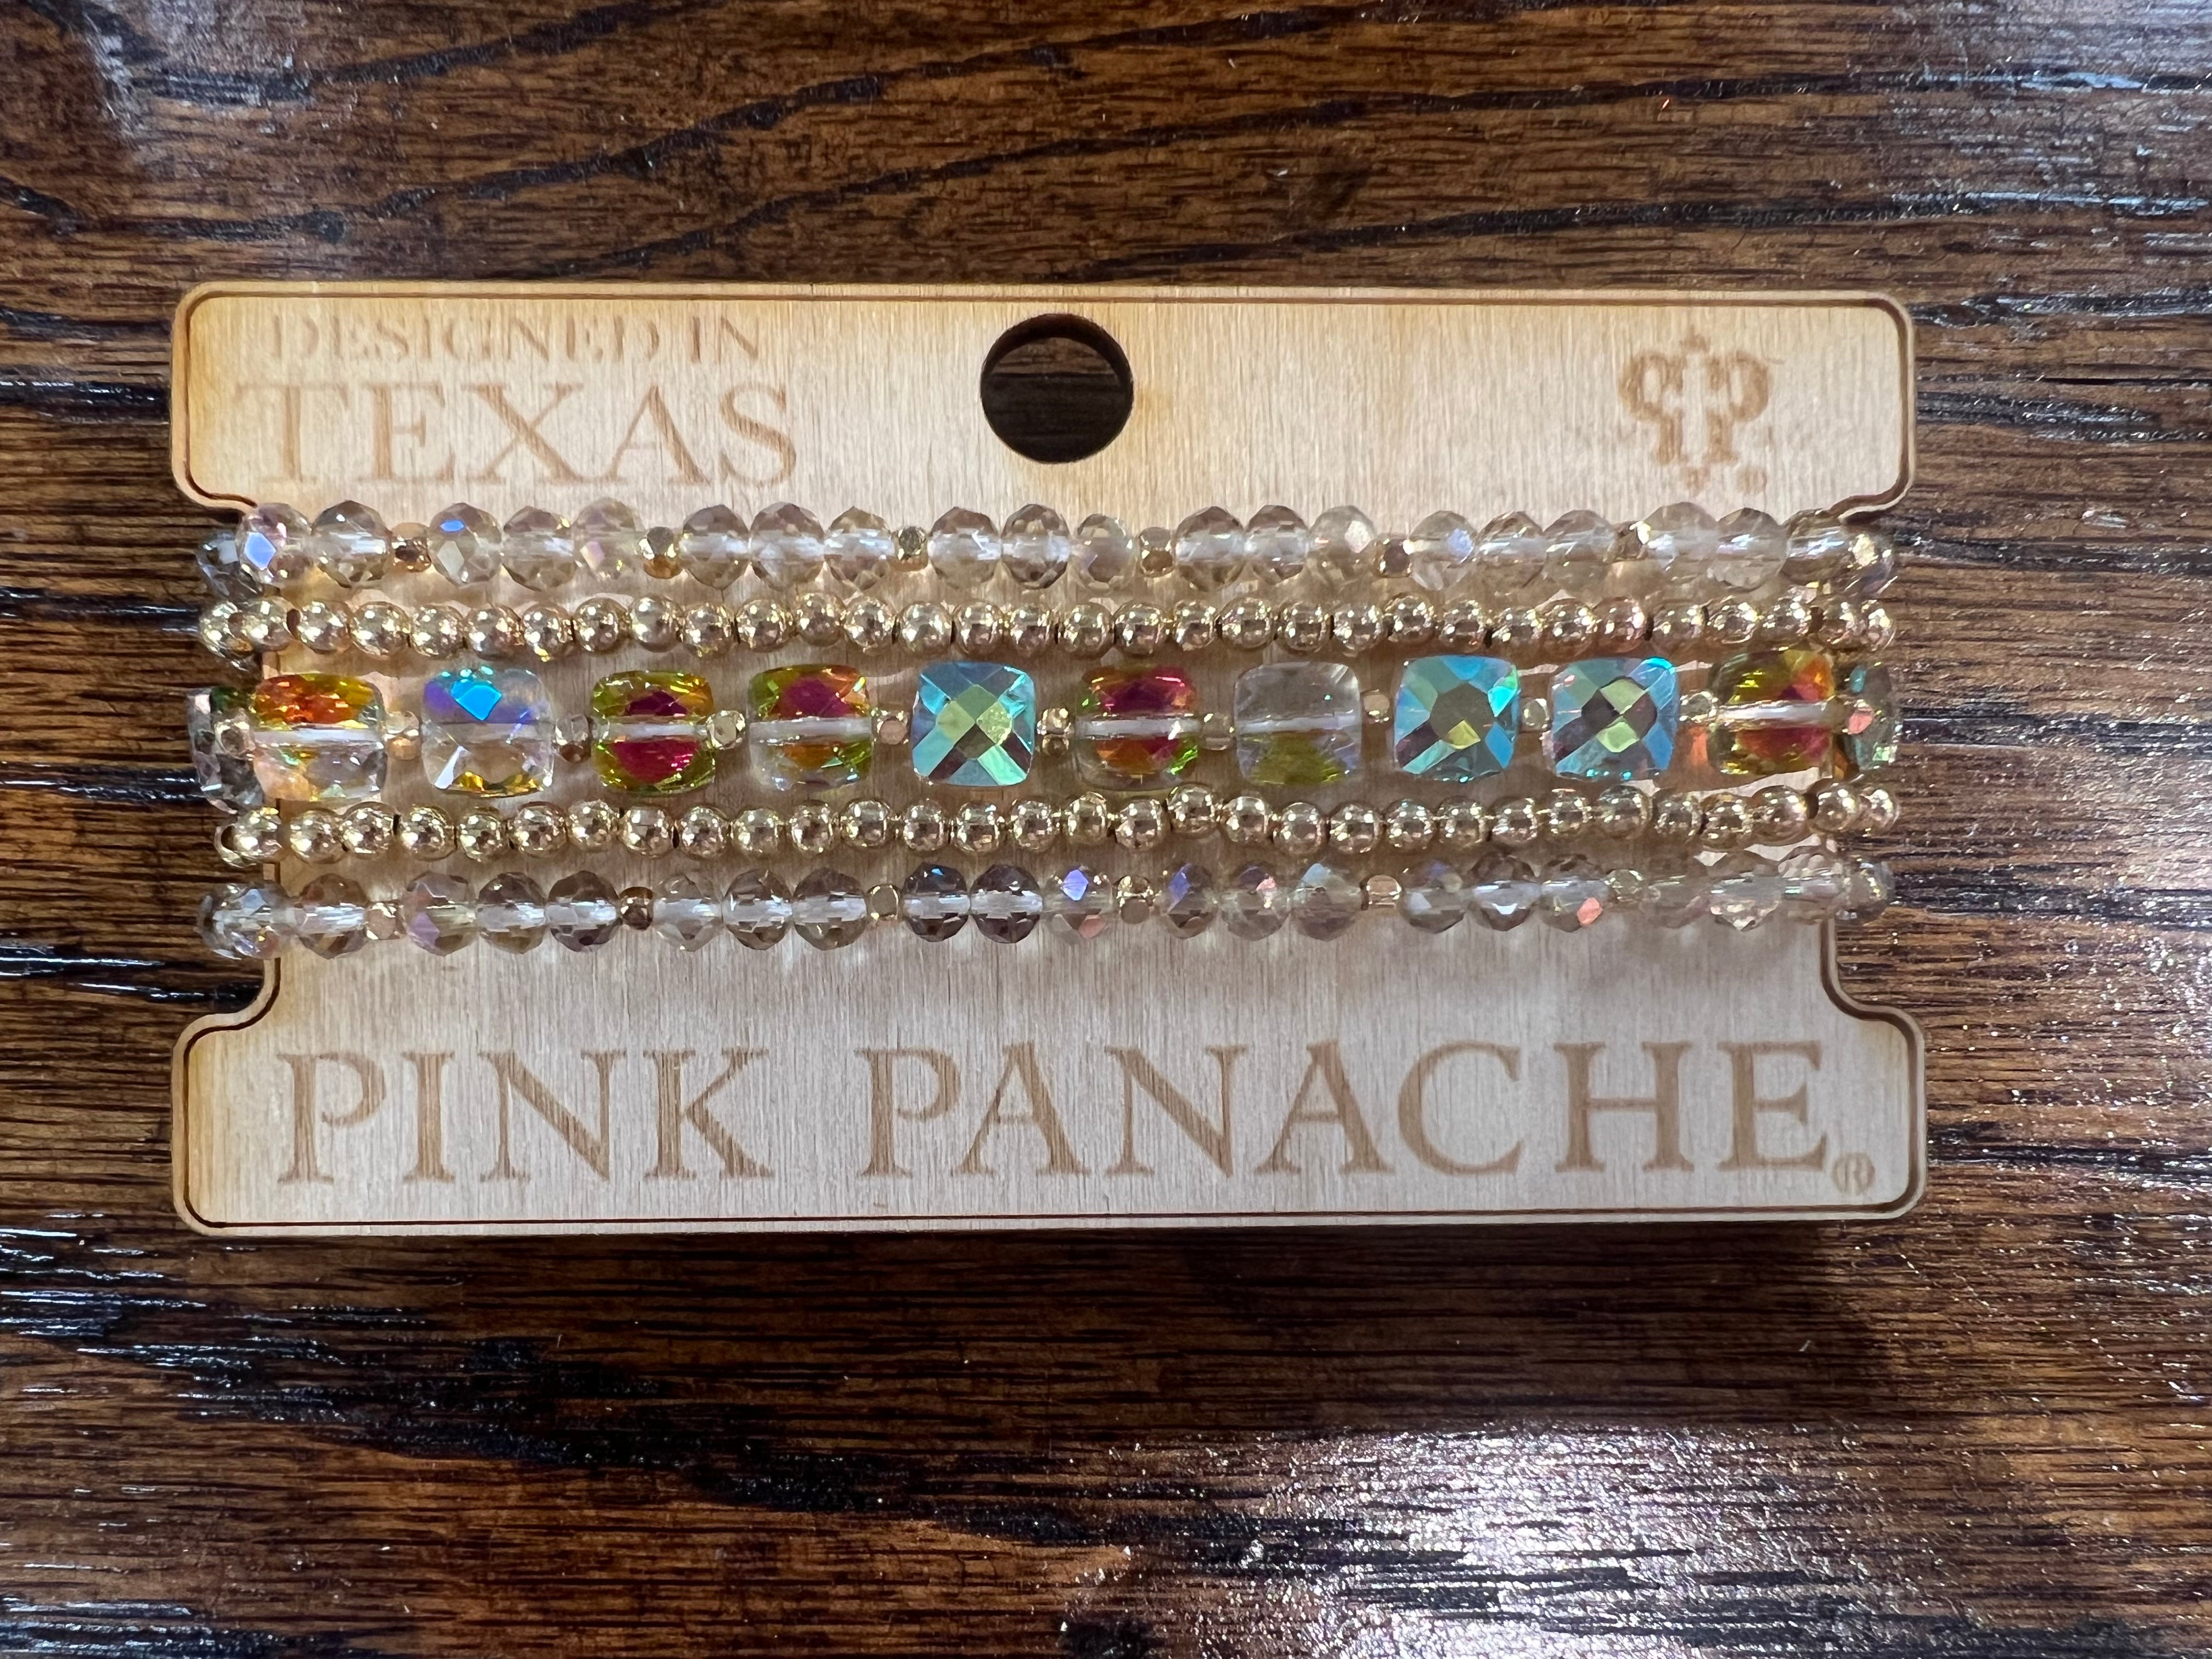 DESIGNED IN
TEXAS
PINK PANACHE®